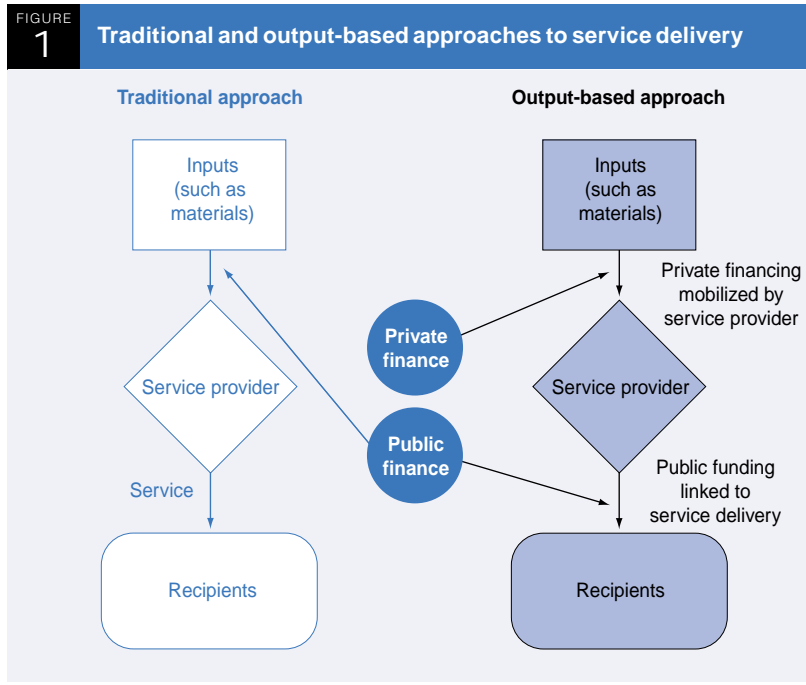 FIGURE
1
Traditional and output-based approaches to service delivery
Traditional approach
Inputs
(such as
materials)
Service provider
Service
Recipients
Private
finance
Public
finance
Output-based approach
Inputs
(such as
materials)
Private financing
mobilized by
service provider
Service provider
Public funding
linked to
service delivery
Recipients